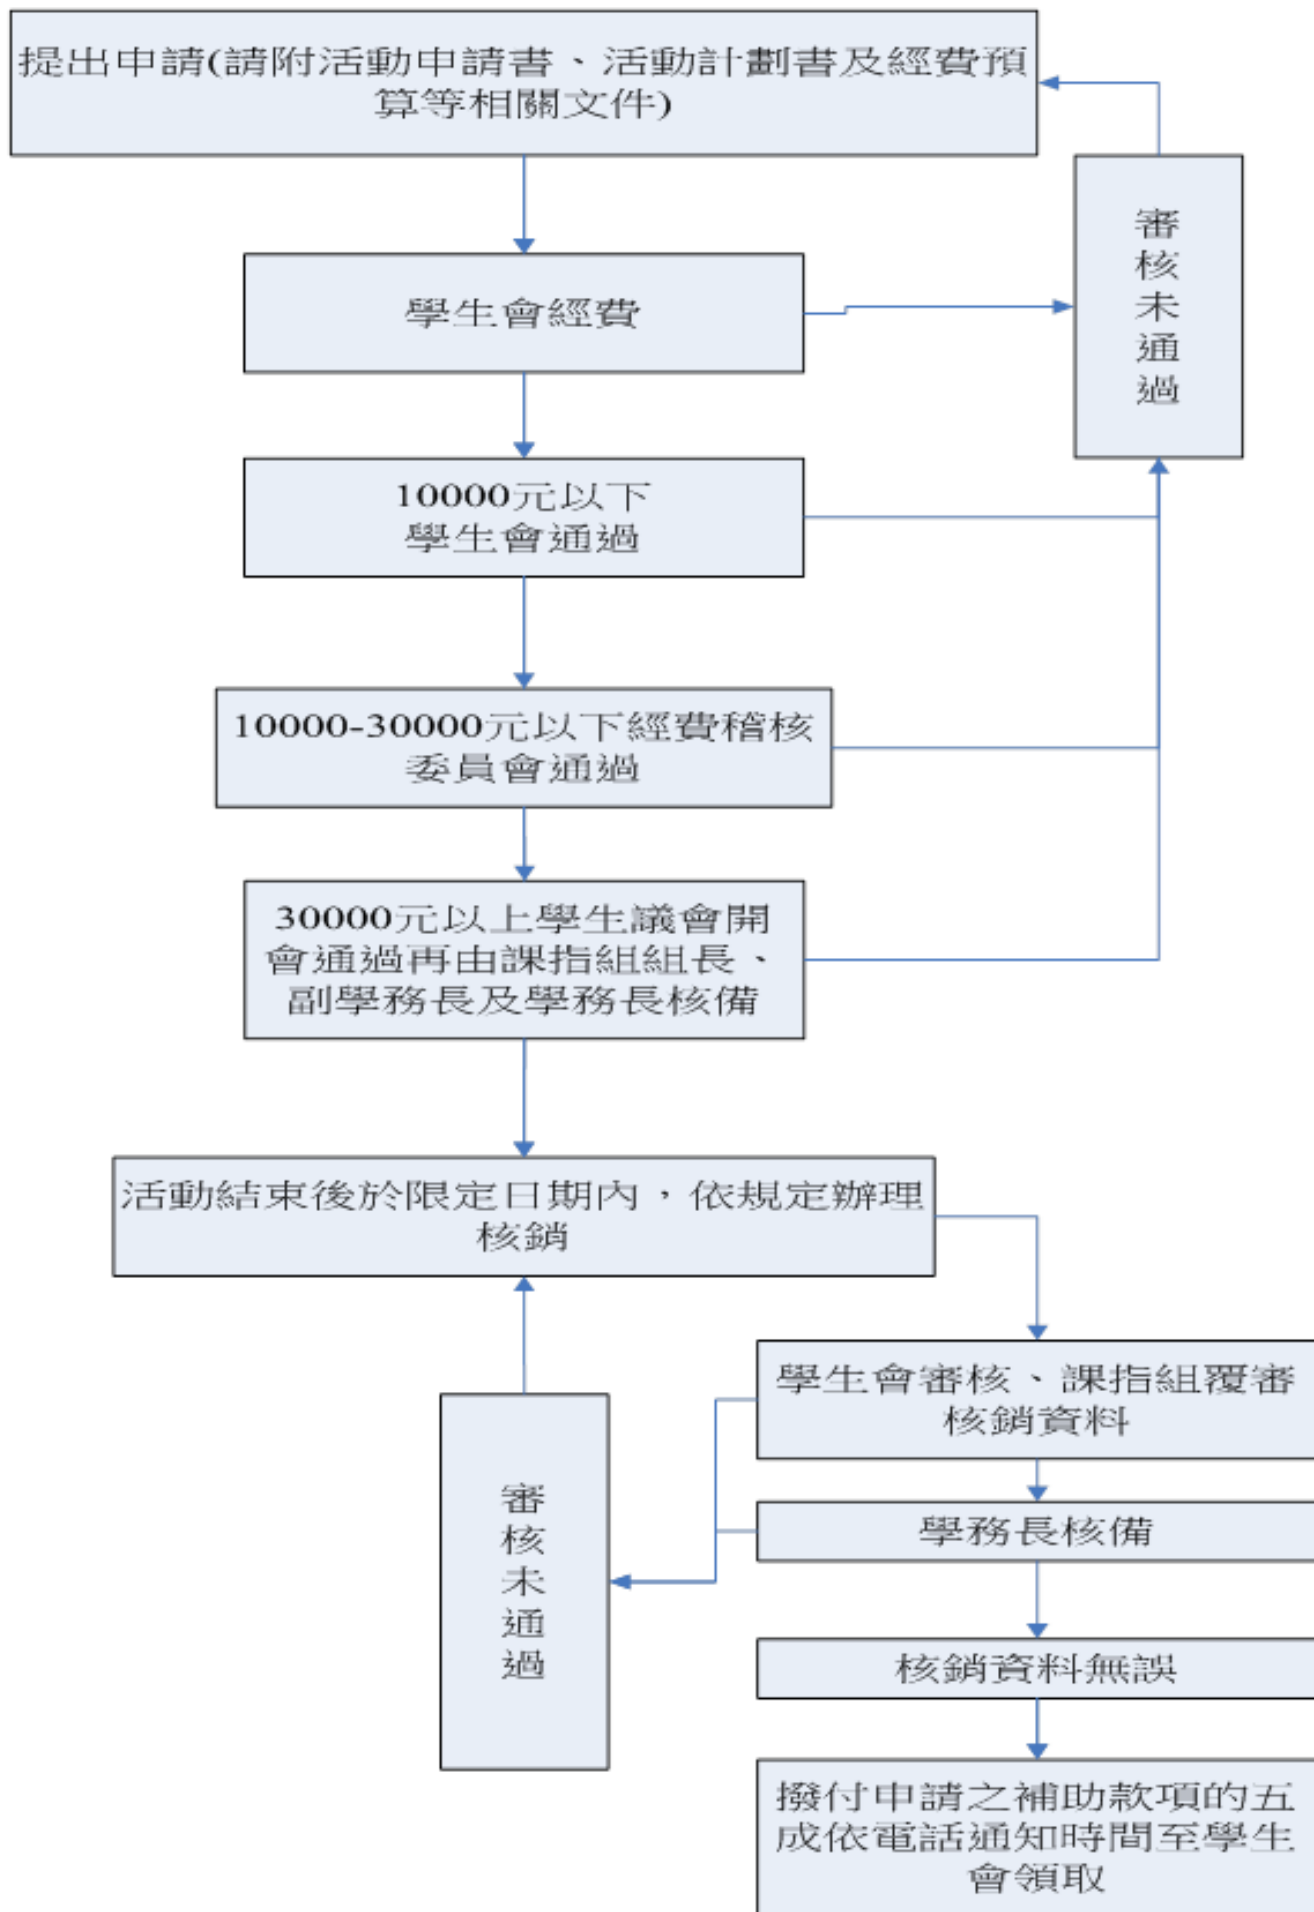 提出申請(請附活動申請書、活動計劃書及經費預
算等相關文件)
審
核
未
通
過
學生會經費
10000元以下
學生會通過
10000-30000元以下經費稽核
委員會通過
30000元以上學生議會開
會通過再由課指組組長、
副學務長及學務長核備
活動結束後於限定日期內，依規定辦理
核銷
學生會審核、課指組覆審
核銷資料
審
核
未
通
過
學務長核備
核銷資料無誤
撥付申請之補助款項的五
成依電話通知時間至學生
會領取